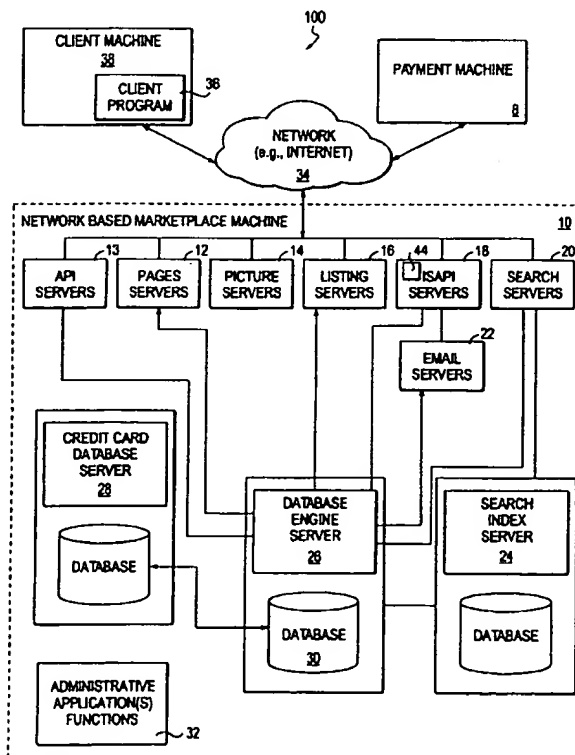 100
CLIENT MACHINE
38
CLIENT
PROGRAM
36
PAYMENT MACHINE
8
NETWORK
(e.g., INTERNET)
34
NETWORK BASED MARKETPLACE MACHINE
10
13
12
14
16
44
18
20
API
SERVERS
PAGES
SERVERS
PICTURE
SERVERS
LISTING
SERVERS
ISAPI
SERVERS
SEARCH
SERVERS
22
EMAIL
SERVERS
CREDIT CARD
DATABASE
SERVER
28
DATABASE
DATABASE
ENGINE
SERVER
26
DATABASE
30
SEARCH
INDEX
SERVER
24
DATABASE
ADMINISTRATIVE
APPLICATION(S)
FUNCTIONS
32